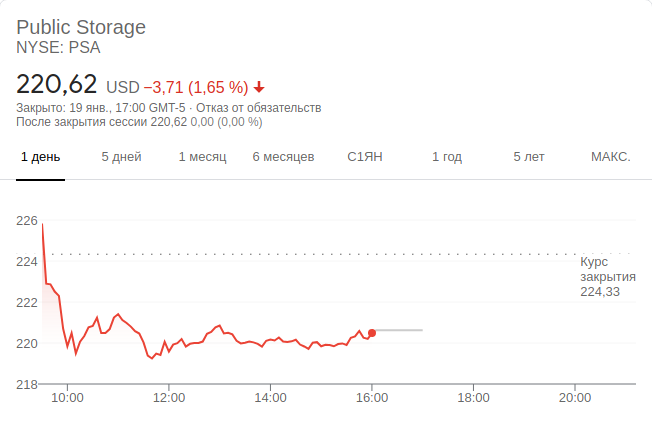 Public Storage
NYSE: PSA
220,62 USD −3,71 (1,65 %)
Закрыто: 19 янв., 17:00 GMT-5 · Отказ от обязательств
После закрытия сессии 220,62 0,00 (0,00 %)
1 день 5 дней 1 месяц 6 месяцев С1ЯН 1 год 5 лет МАКС.
226
224
Курс
закрытия
224,33
222
220
218
10:00 12:00 14:00 16:00 18:00 20:00